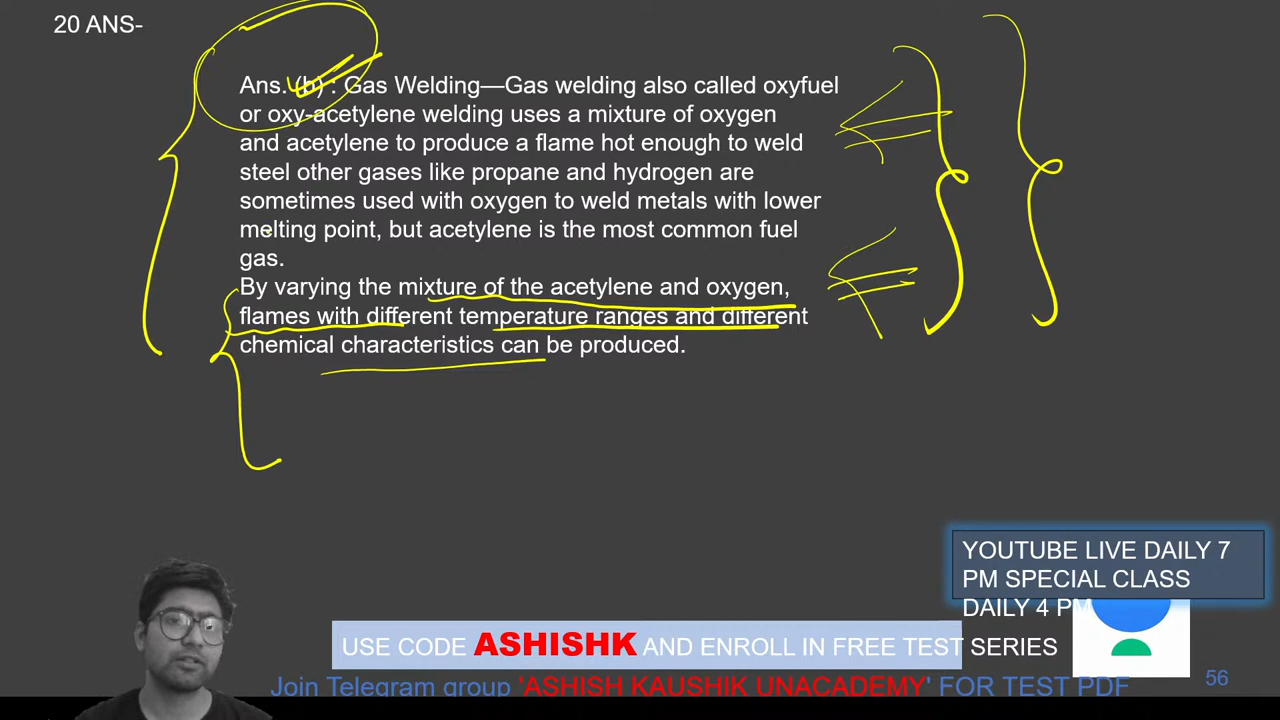 20 ANS-
Ans. (b) : Gas Welding—Gas welding also called oxyfuel
or oxy-acetylene welding uses a mixture of oxygen
and acetylene to produce a flame hot enough to weld
steel other gases like propane and hydrogen are
sometimes used with oxygen to weld metals with lower
melting point, but acetylene is the most common fuel
gas.
By varying the mixture of the acetylene and oxygen,
flames with different temperature ranges and different
chemical characteristics can be produced.
YOUTUBE LIVE DAILY 7
PM SPECIAL CLASS
DAILY 4 PM
USE CODE ASHISHK AND ENROLL IN FREE TEST SERIES
Join Telegram group 'ASHISH KAUSHIK UNACADEMY' FOR TEST PDF
56